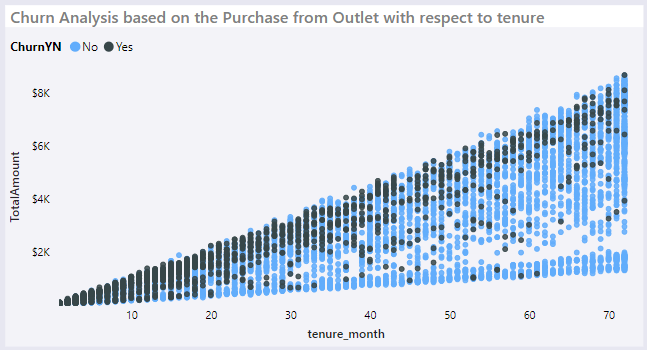 Churn Analysis based on the Purchase from Outlet with respect to tenure
ChurnYN No Yes
$8K
$6K
$4K
$2K
TotalAmount
10 20 30 40 50 60 70
tenure_month